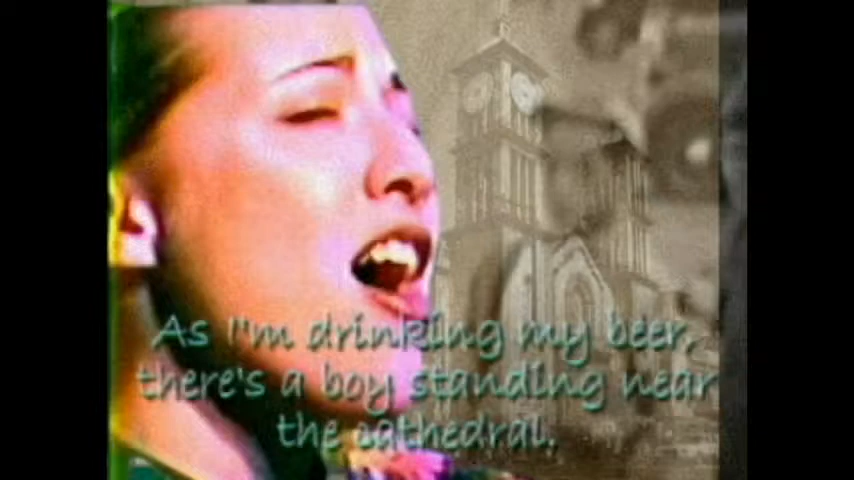 As I'm drinking my beer,
there's a boy standing near
the cathedral.